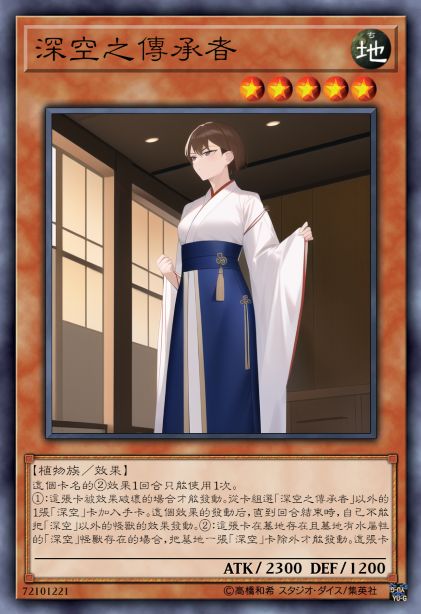 深空之傳承者
地
【植物族／效果】
這個卡名的②效果1回合只能使用1次。
①:這張卡被效果破壞的場合才能發動。從卡組選「深空之傳承者」以外的
1張「深空」卡加入手卡。這個效果的發動后,直到回合結束時,自己不能
把「深空」以外的怪獸的效果發動。②:這張卡在墓地存在且墓地有水屬性
的「深空」怪獸存在的場合,把墓地一張「深空」卡除外才能發動。這張卡
ATK/2300 DEF/1200
72101221
©高橋和希 スタジオ・ダイス/集英社